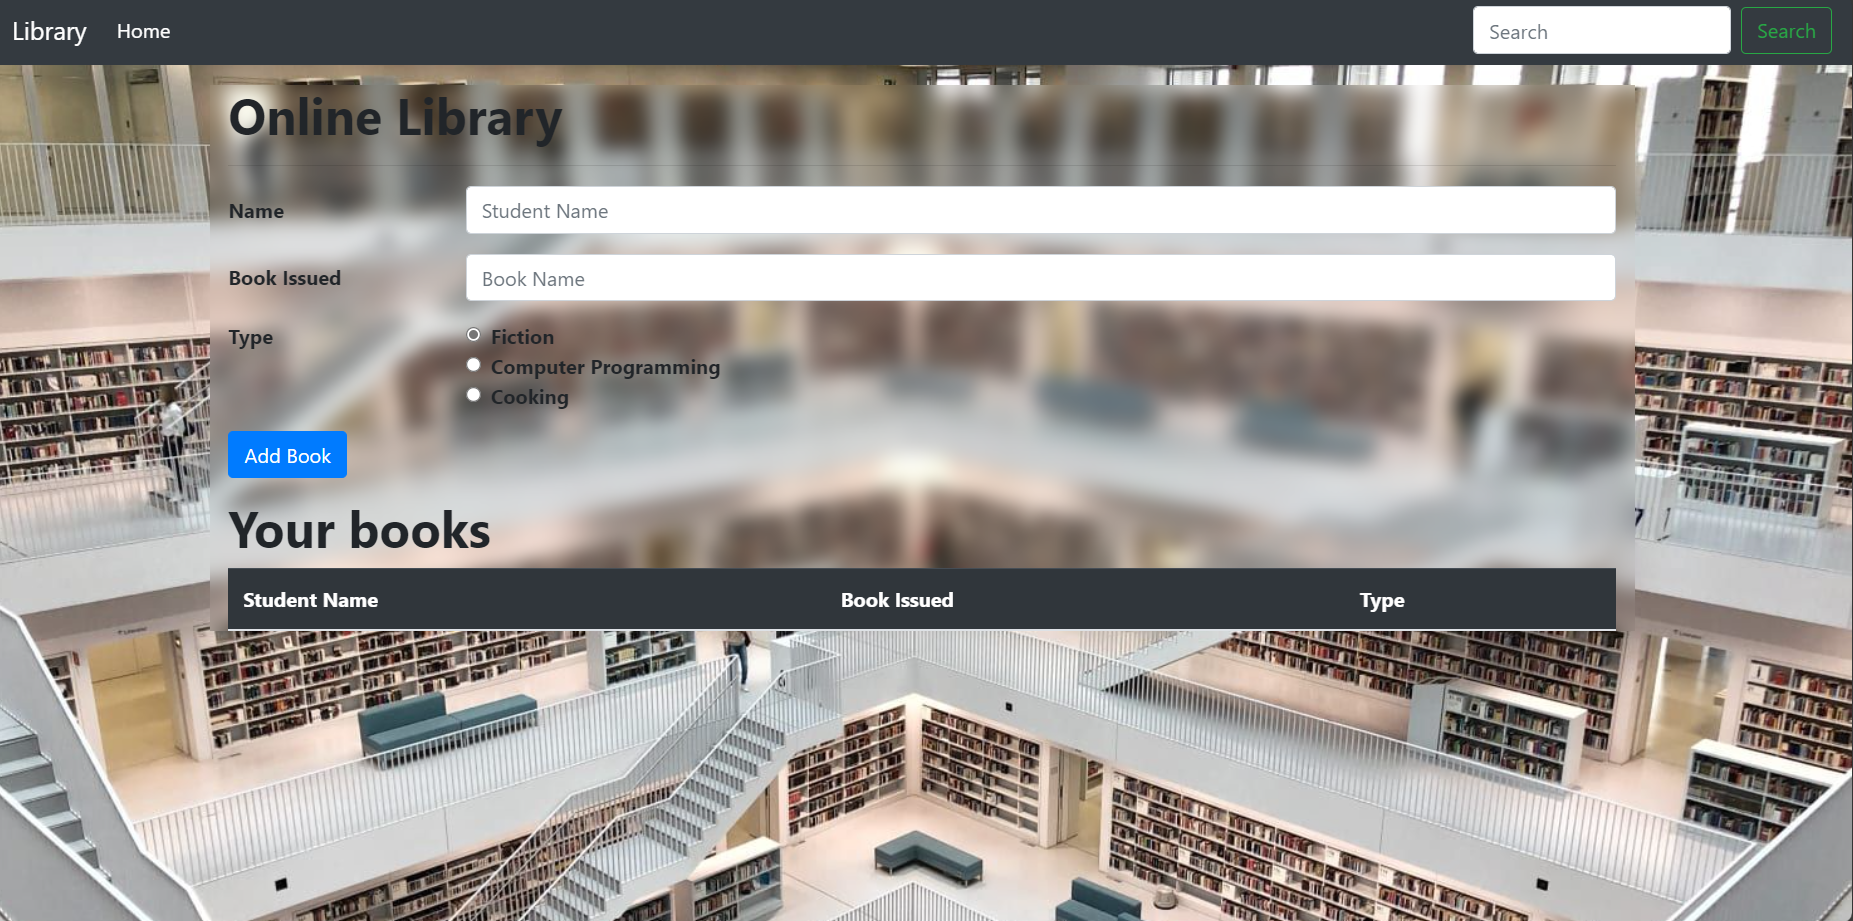 Library Home Search Search
Online Library
Name Student Name
Book Issued Book Name
Type Fiction
Computer Programming
Cooking
Add Book
Your books
Student Name Book Issued Type